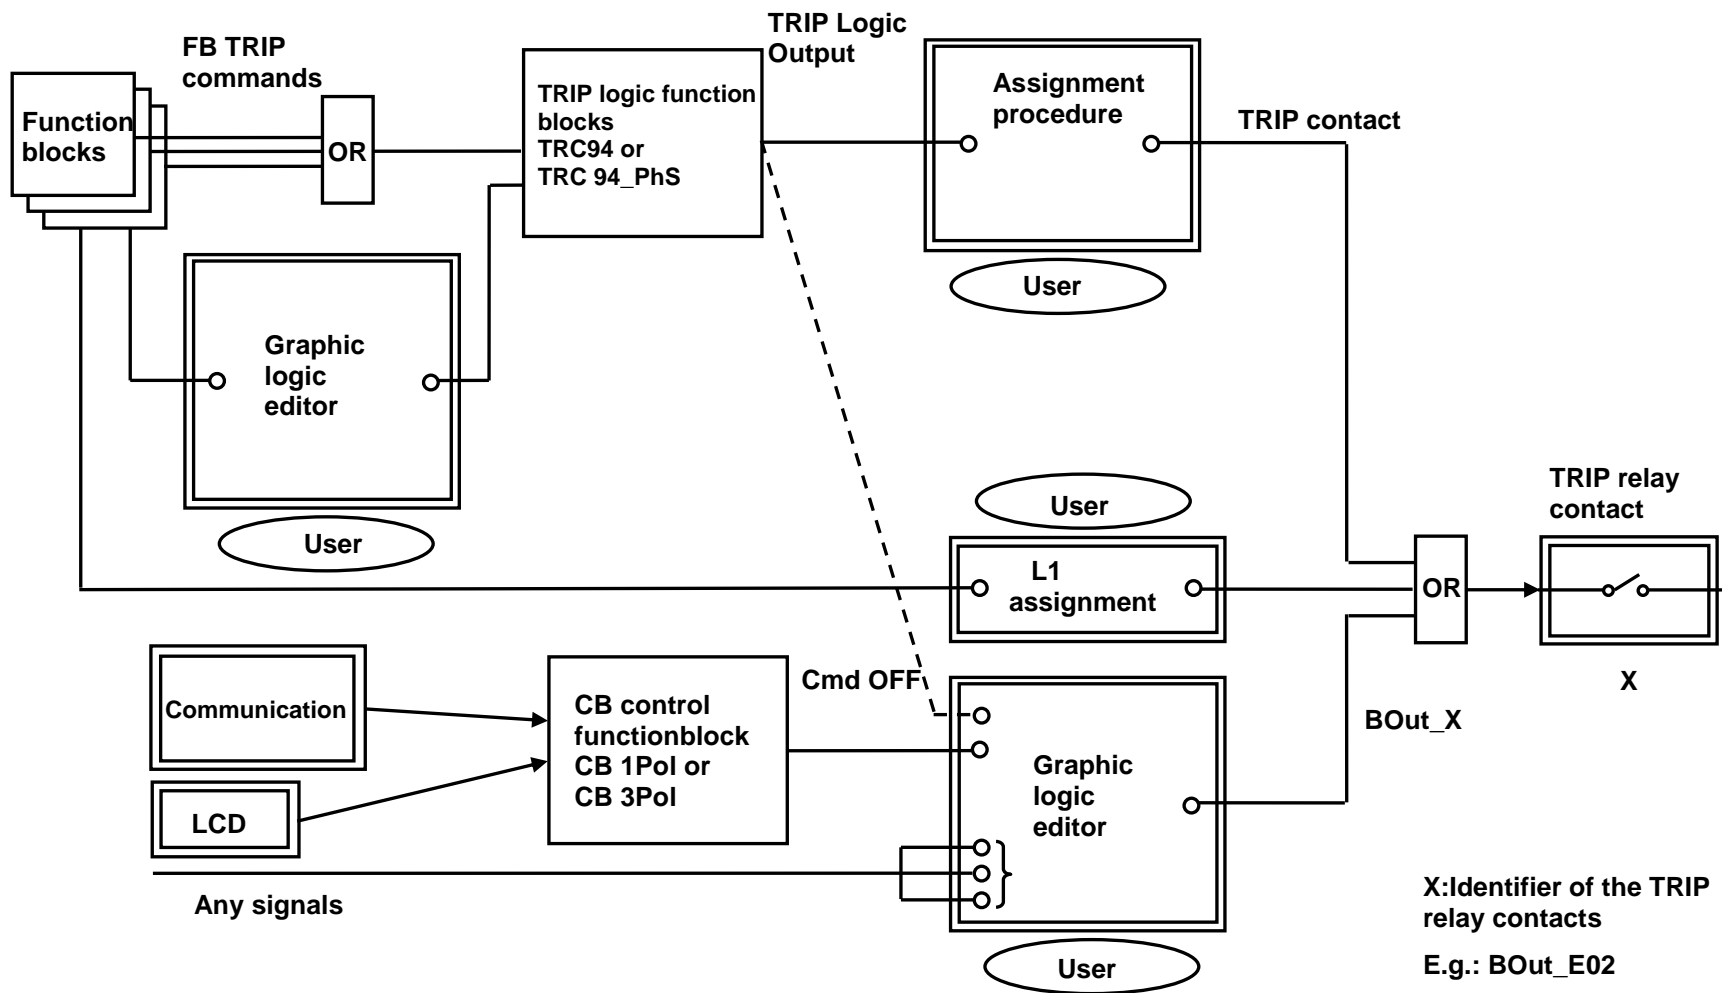 FB TRIP
commands
TRIP Logic
Output
Function
blocks
OR
TRIP logic function
blocks
TRC94 or
TRC 94_PhS
Assignment
procedure
TRIP contact
User
Graphic
logic
editor
User
User
L1
assignment
OR
TRIP relay
contact
X
Communication
LCD
CB control
functionblock
CB 1Pol or
CB 3Pol
Cmd OFF
Graphic
logic
editor
BOut_X
Any signals
User
X:Identifier of the TRIP
relay contacts
E.g.: BOut_E02